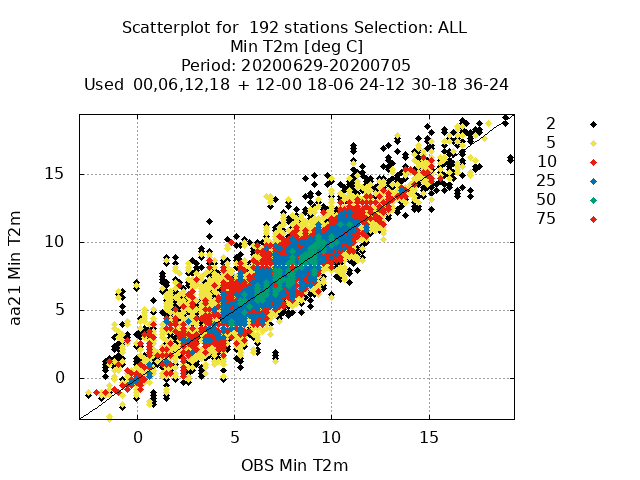 Scatterplot for 192 stations Selection: ALL
Min T2m [deg C]
Period: 20200629-20200705
Used 00,06,12,18 + 12-00 18-06 24-12 30-18 36-24
2
5
10
25
50
75
15
10
5
0
aa21 Min T2m
0 5 10 15
OBS Min T2m